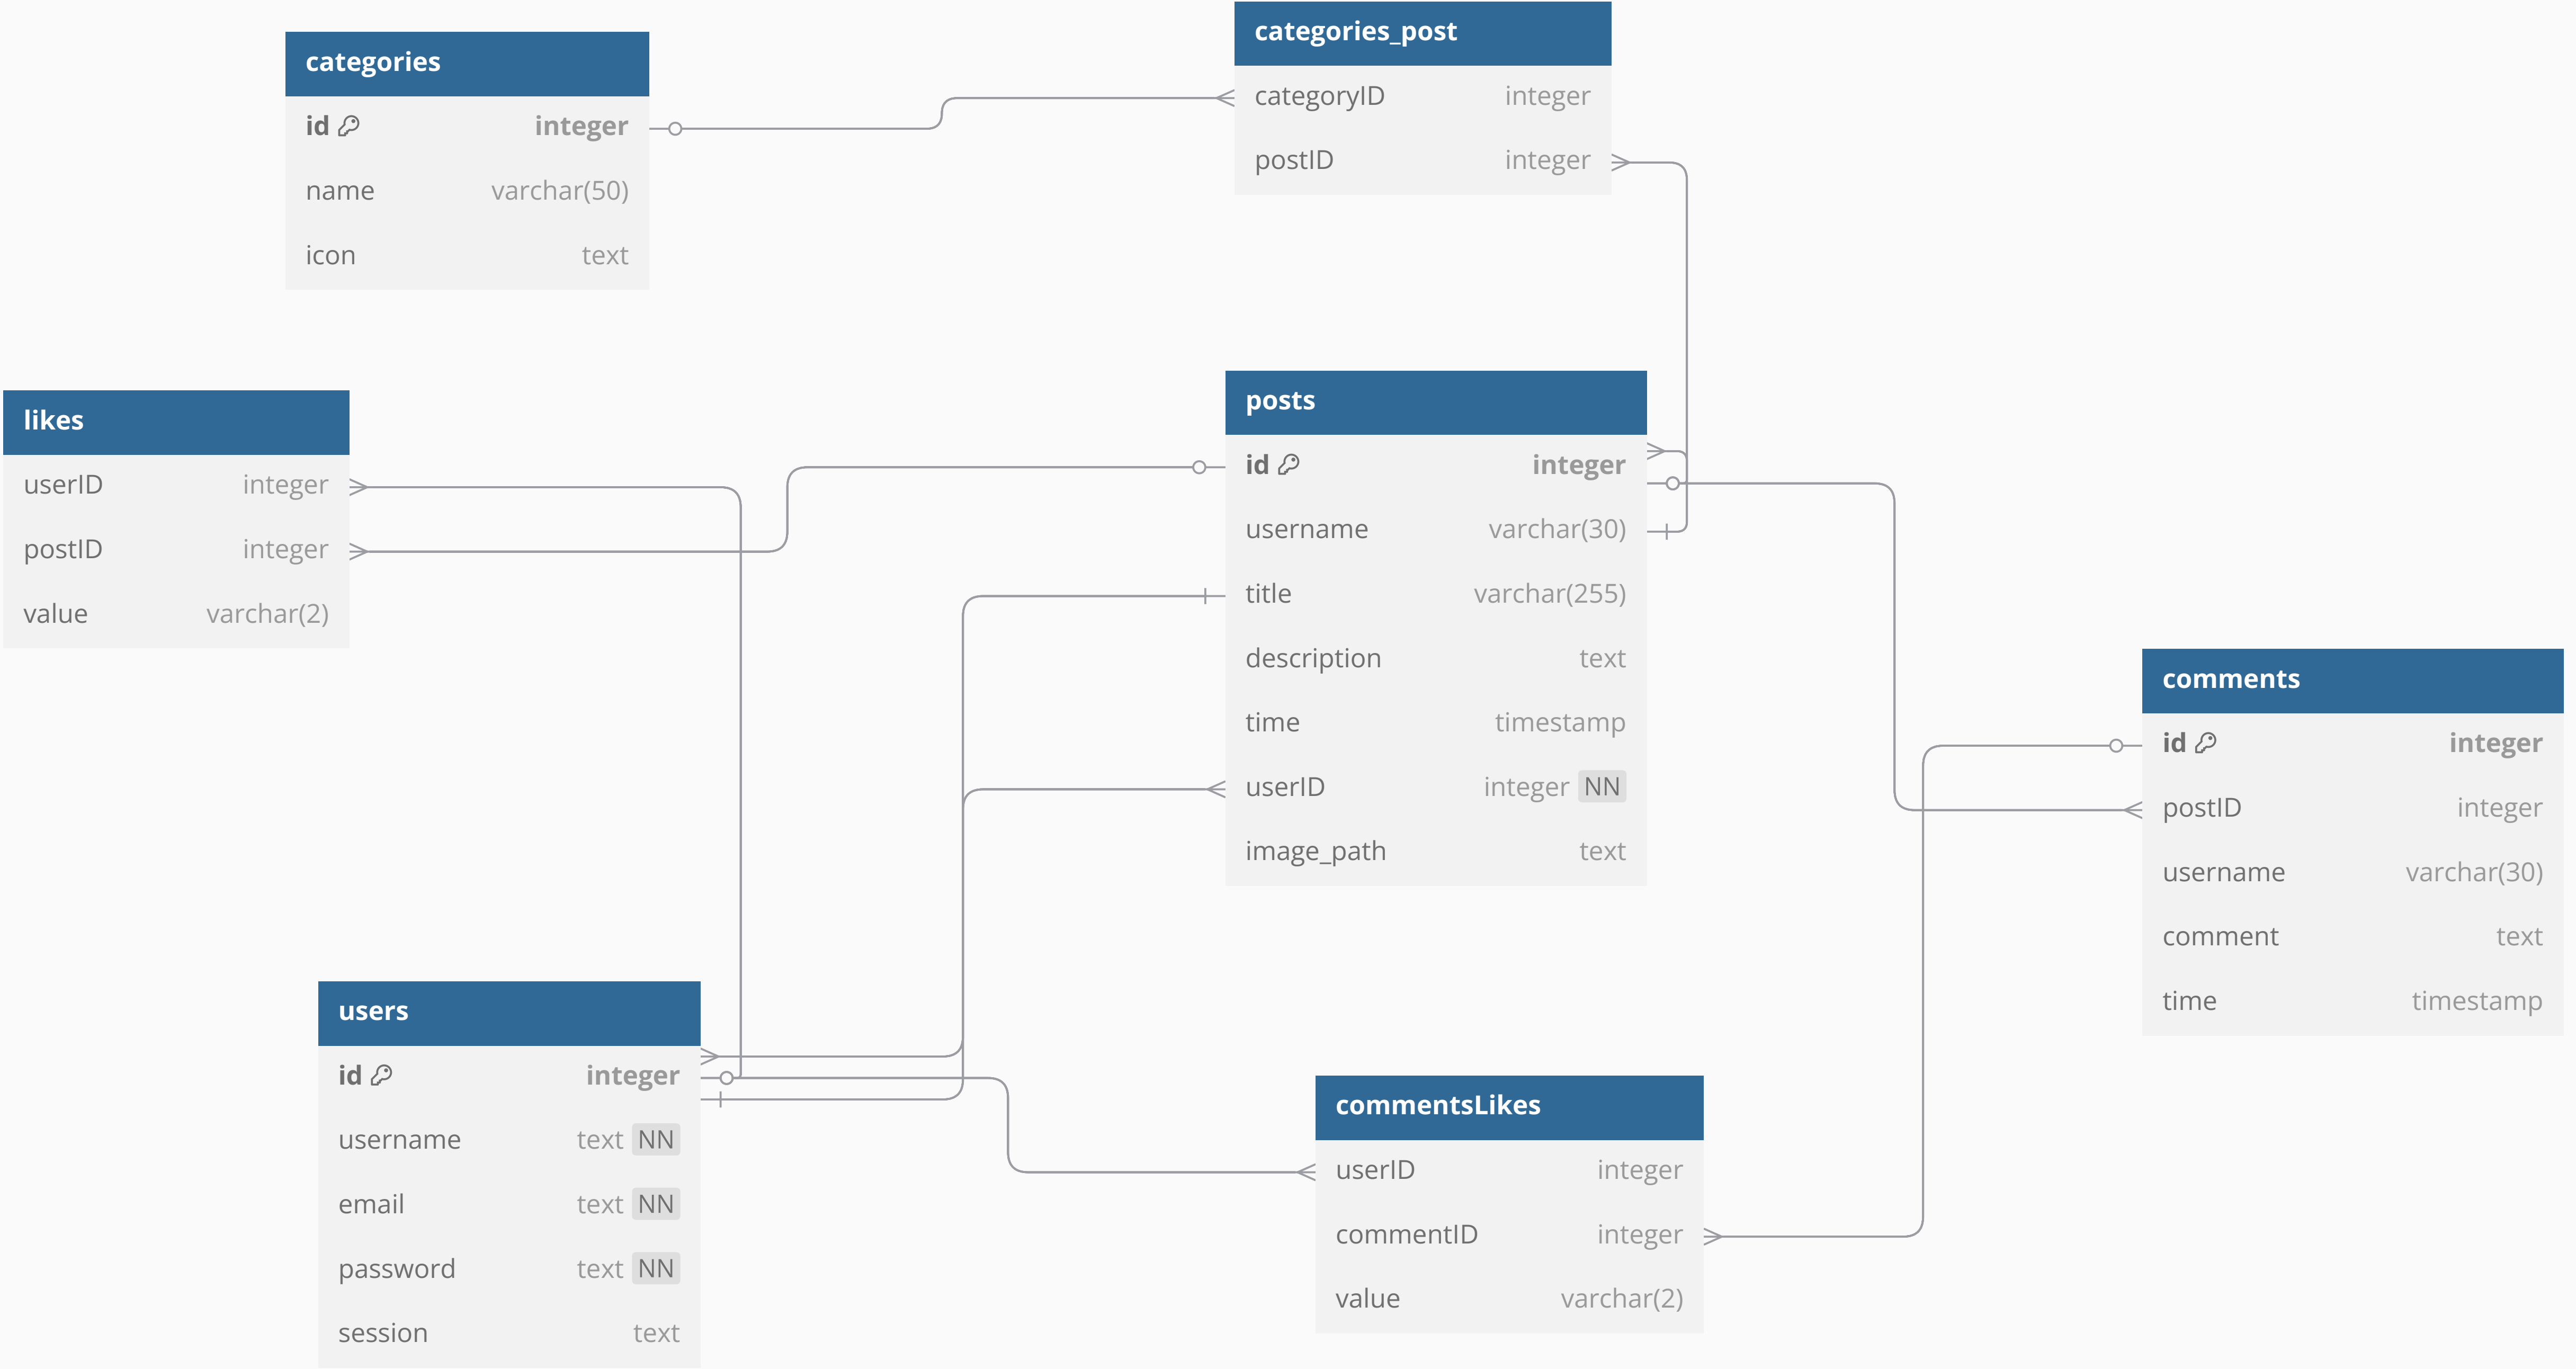 categories
id integer
name varchar(50)
icon text
categories_post
categoryID integer
postID integer
likes
userID integer
postID integer
value varchar(2)
posts
id integer
username varchar(30)
title varchar(255)
description text
time timestamp
userID integer NN
image_path text
comments
id integer
postID integer
username varchar(30)
comment text
time timestamp
users
id integer
username text NN
email text NN
password text NN
session text
commentsLikes
userID integer
commentID integer
value varchar(2)